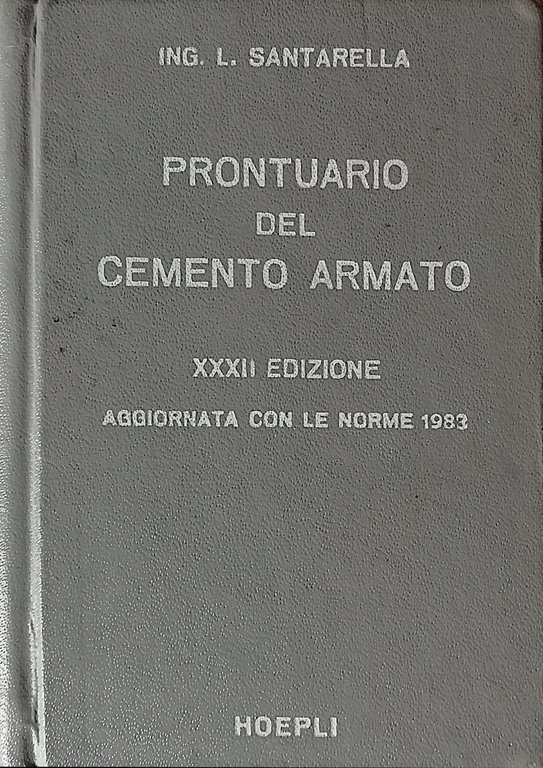 ING. L. SANTARELLA
PRONTUARIO
DEL
CEMENTO ARMATO
XXXII EDIZIONE
AGGIORNATA CON LE NORME 1983
HOEPLI